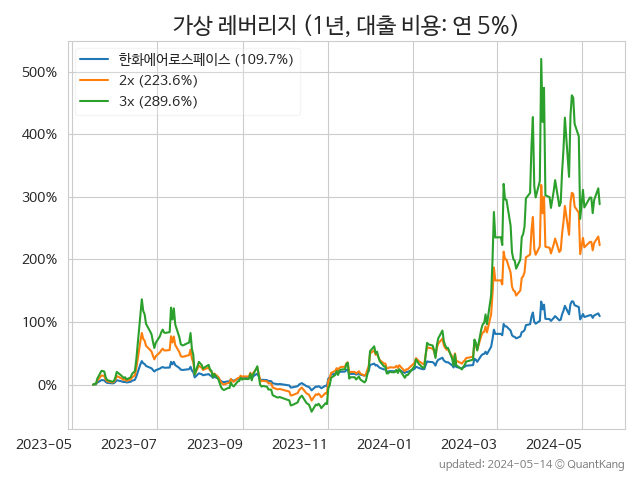 가상 레버리지 (1년, 대출 비용: 연 5%)
한화에어로스페이스 (109.7%)
2x (223.6%)
3x (289.6%)
500%
400%
300%
200%
100%
0%
2023-05 2023-07 2023-09 2023-11 2024-01 2024-03 2024-05
updated: 2024-05-14 © QuantKang